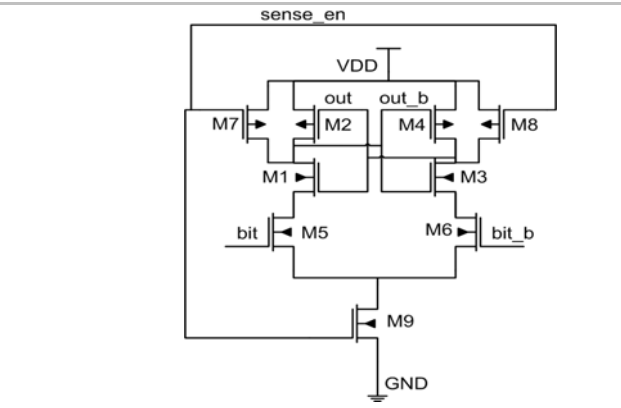 sense_en
VDD
out out_b
M7 M2 M4 M8
M1 M3
bit M5 M6 bit_b
M9
GND